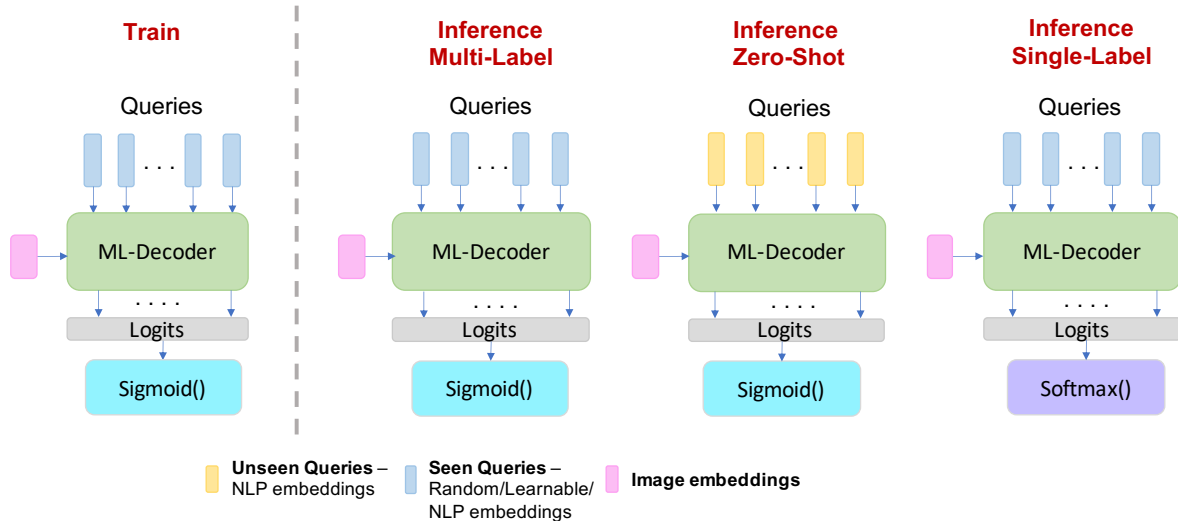 Train
Queries
. . .
ML-Decoder
. . . .
Logits
Sigmoid()
Inference
Multi-Label
Queries
. . .
ML-Decoder
. . . .
Logits
Sigmoid()
Inference
Zero-Shot
Queries
. . .
ML-Decoder
. . . .
Logits
Sigmoid()
Inference
Single-Label
Queries
. . .
ML-Decoder
. . . .
Logits
Softmax()
Unseen Queries –
NLP embeddings
Seen Queries –
Random/Learnable/
NLP embeddings
Image embeddings